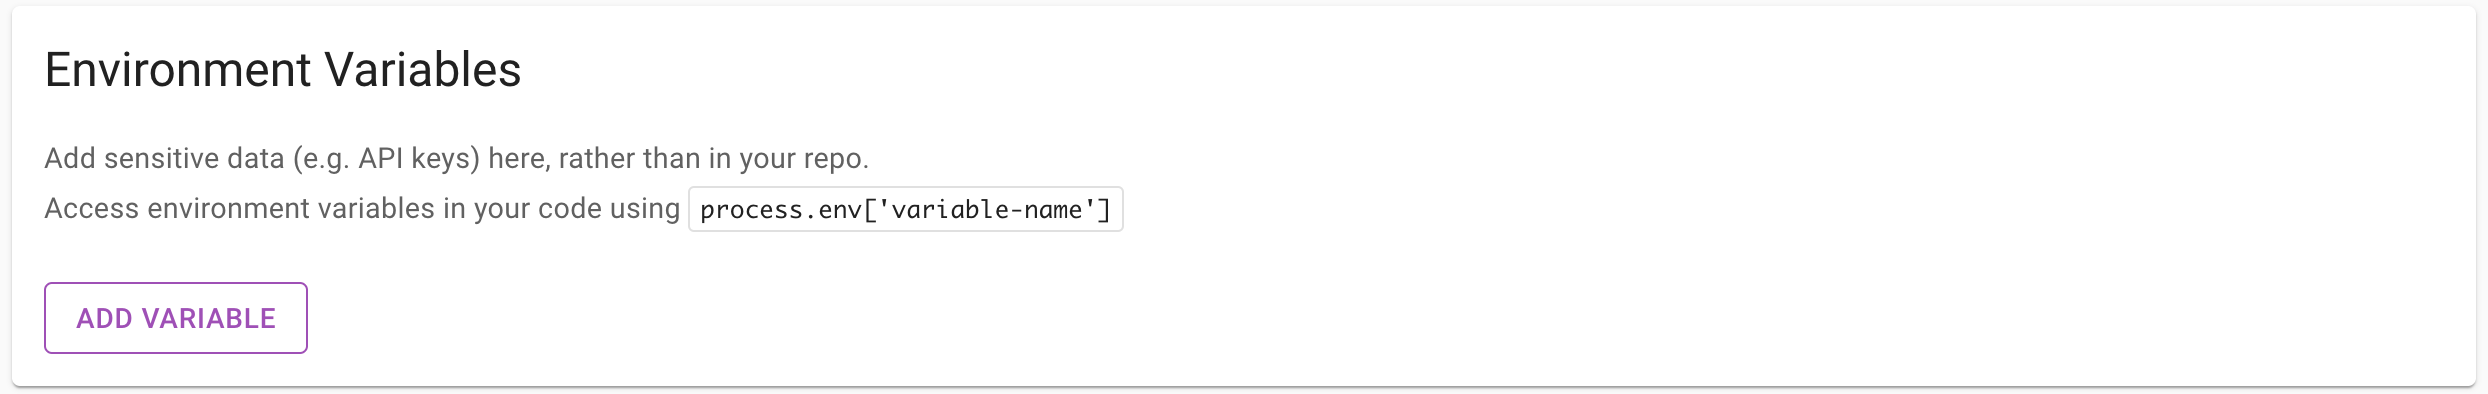 Environment Variables
Add sensitive data (e.g. API keys) here, rather than in your repo.
Access environment variables in your code using process.env['variable-name']
ADD VARIABLE